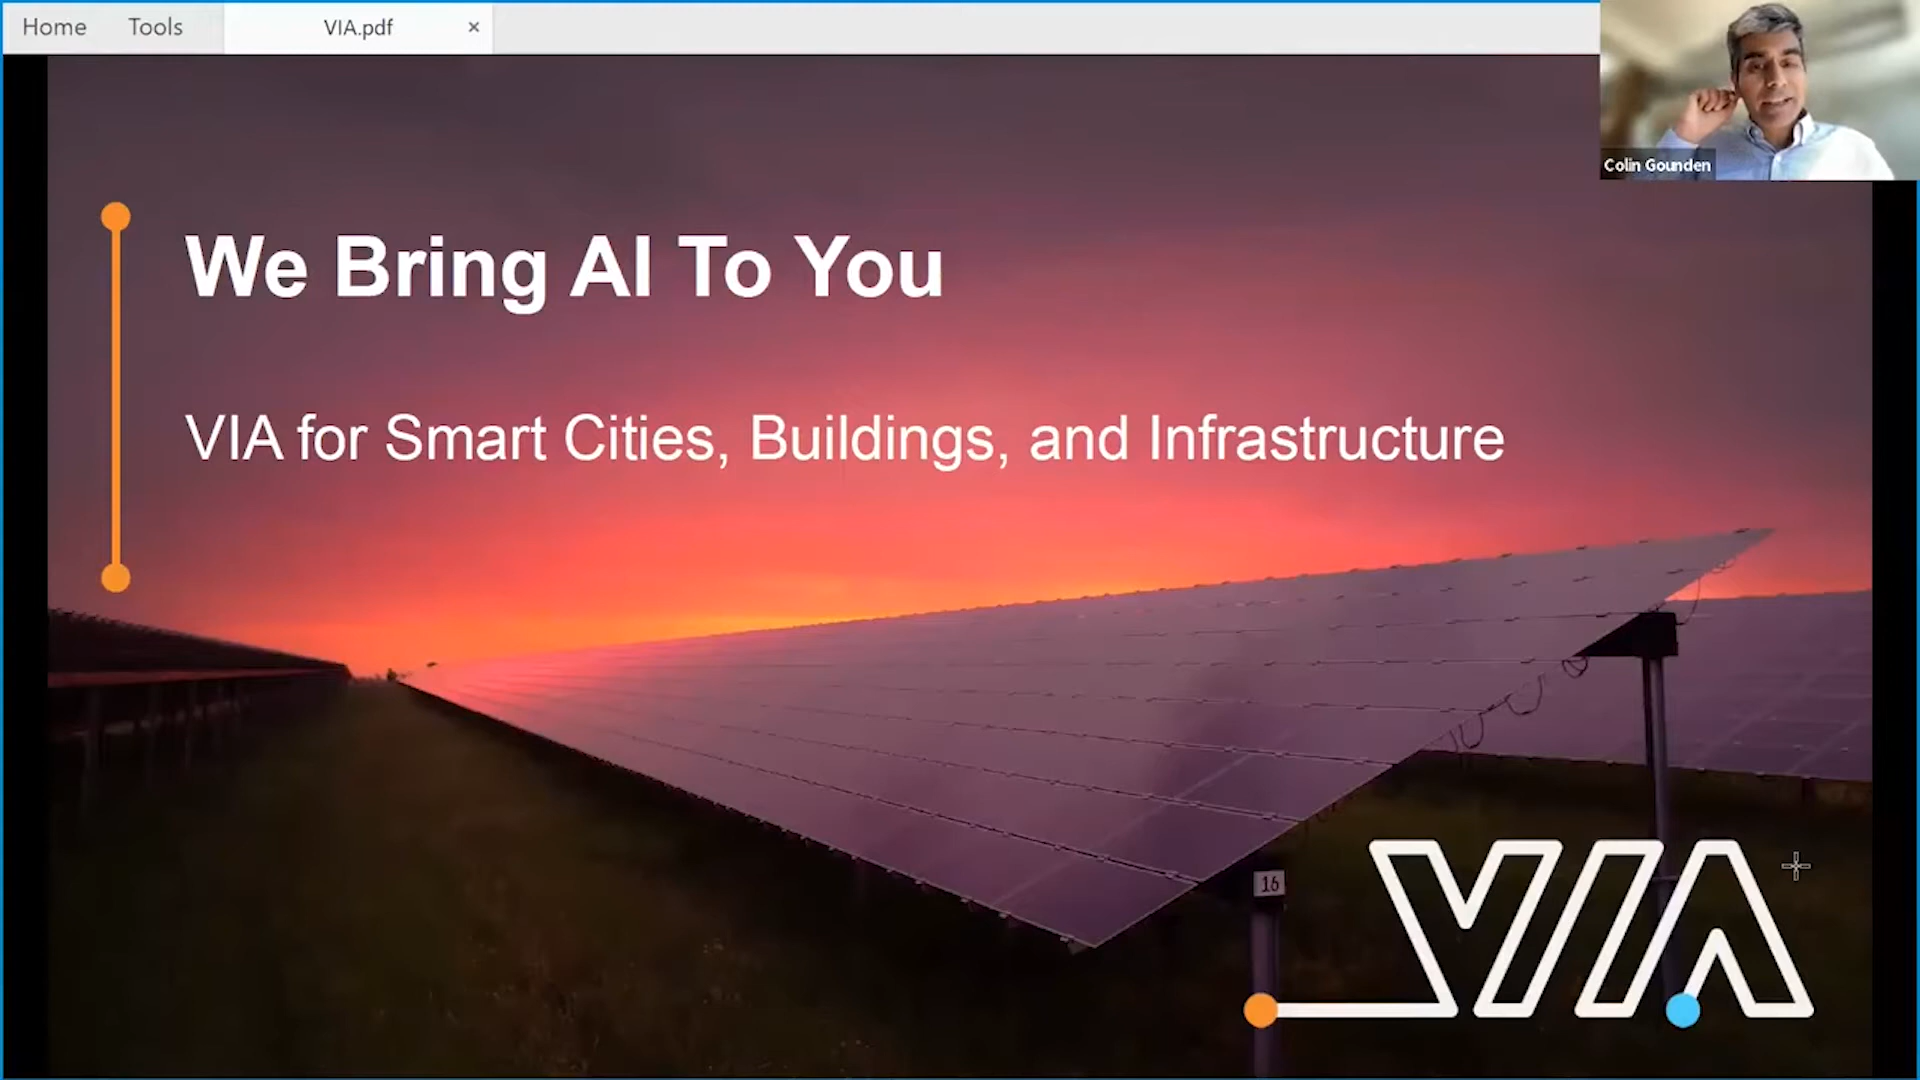 Home Tools VIA.pdf ×
Colin Gounden
We Bring AI To You
VIA for Smart Cities, Buildings, and Infrastructure
16
VIA